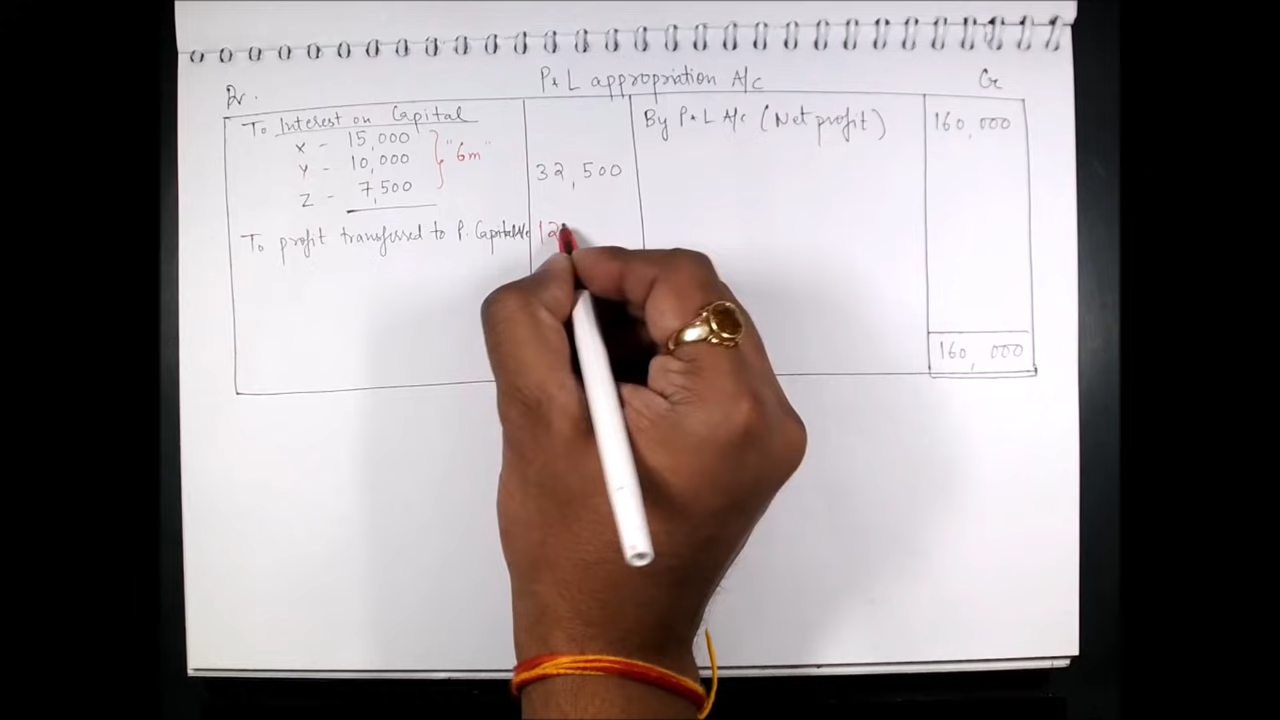 P & L appropriation A/c
Dr.
Cr
To Interest on Capital
X - 15,000
Y - 10,000
Z - 7,500
"6m"
32,500
To profit transferred to P. Capital A/c
12
By P & L A/c (Net profit)
160,000
160,000